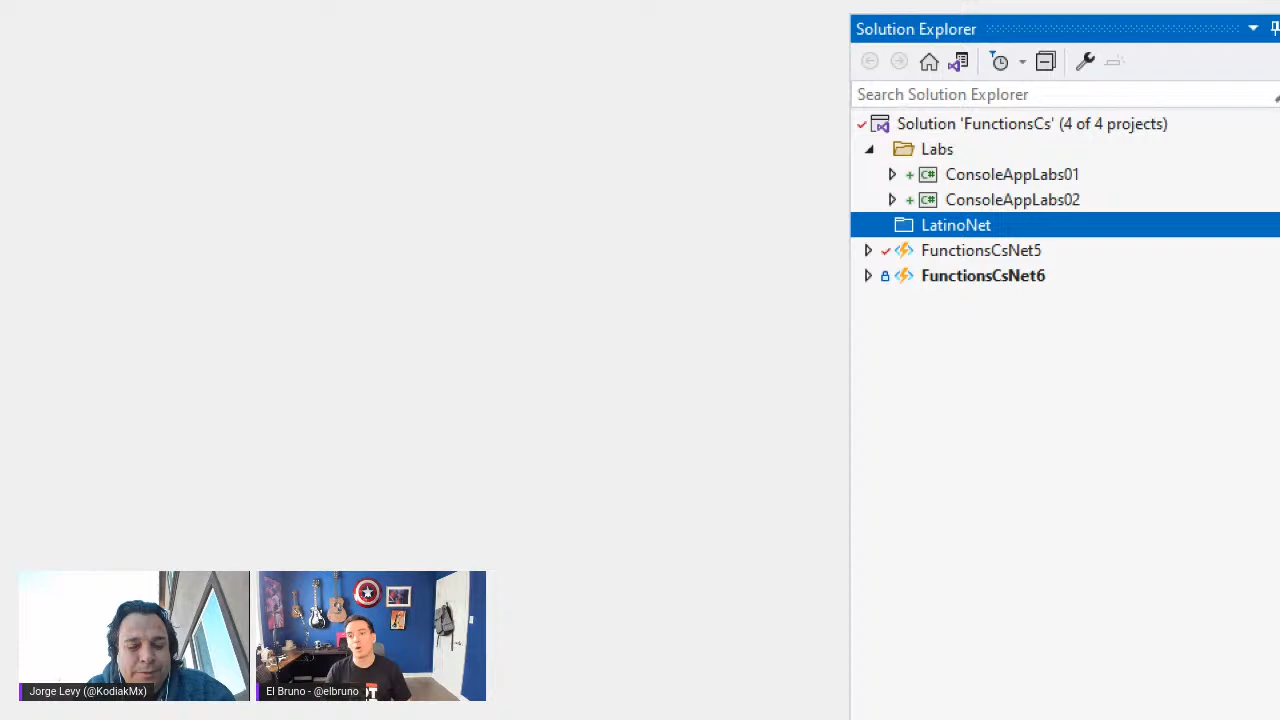 Solution Explorer
Search Solution Explorer
Solution 'FunctionsCs' (4 of 4 projects)
Labs
C# ConsoleAppLabs01
C# ConsoleAppLabs02
LatinoNet
FunctionsCsNet5
FunctionsCsNet6
Jorge Levy (@KodiakMx)
El Bruno - @elbruno